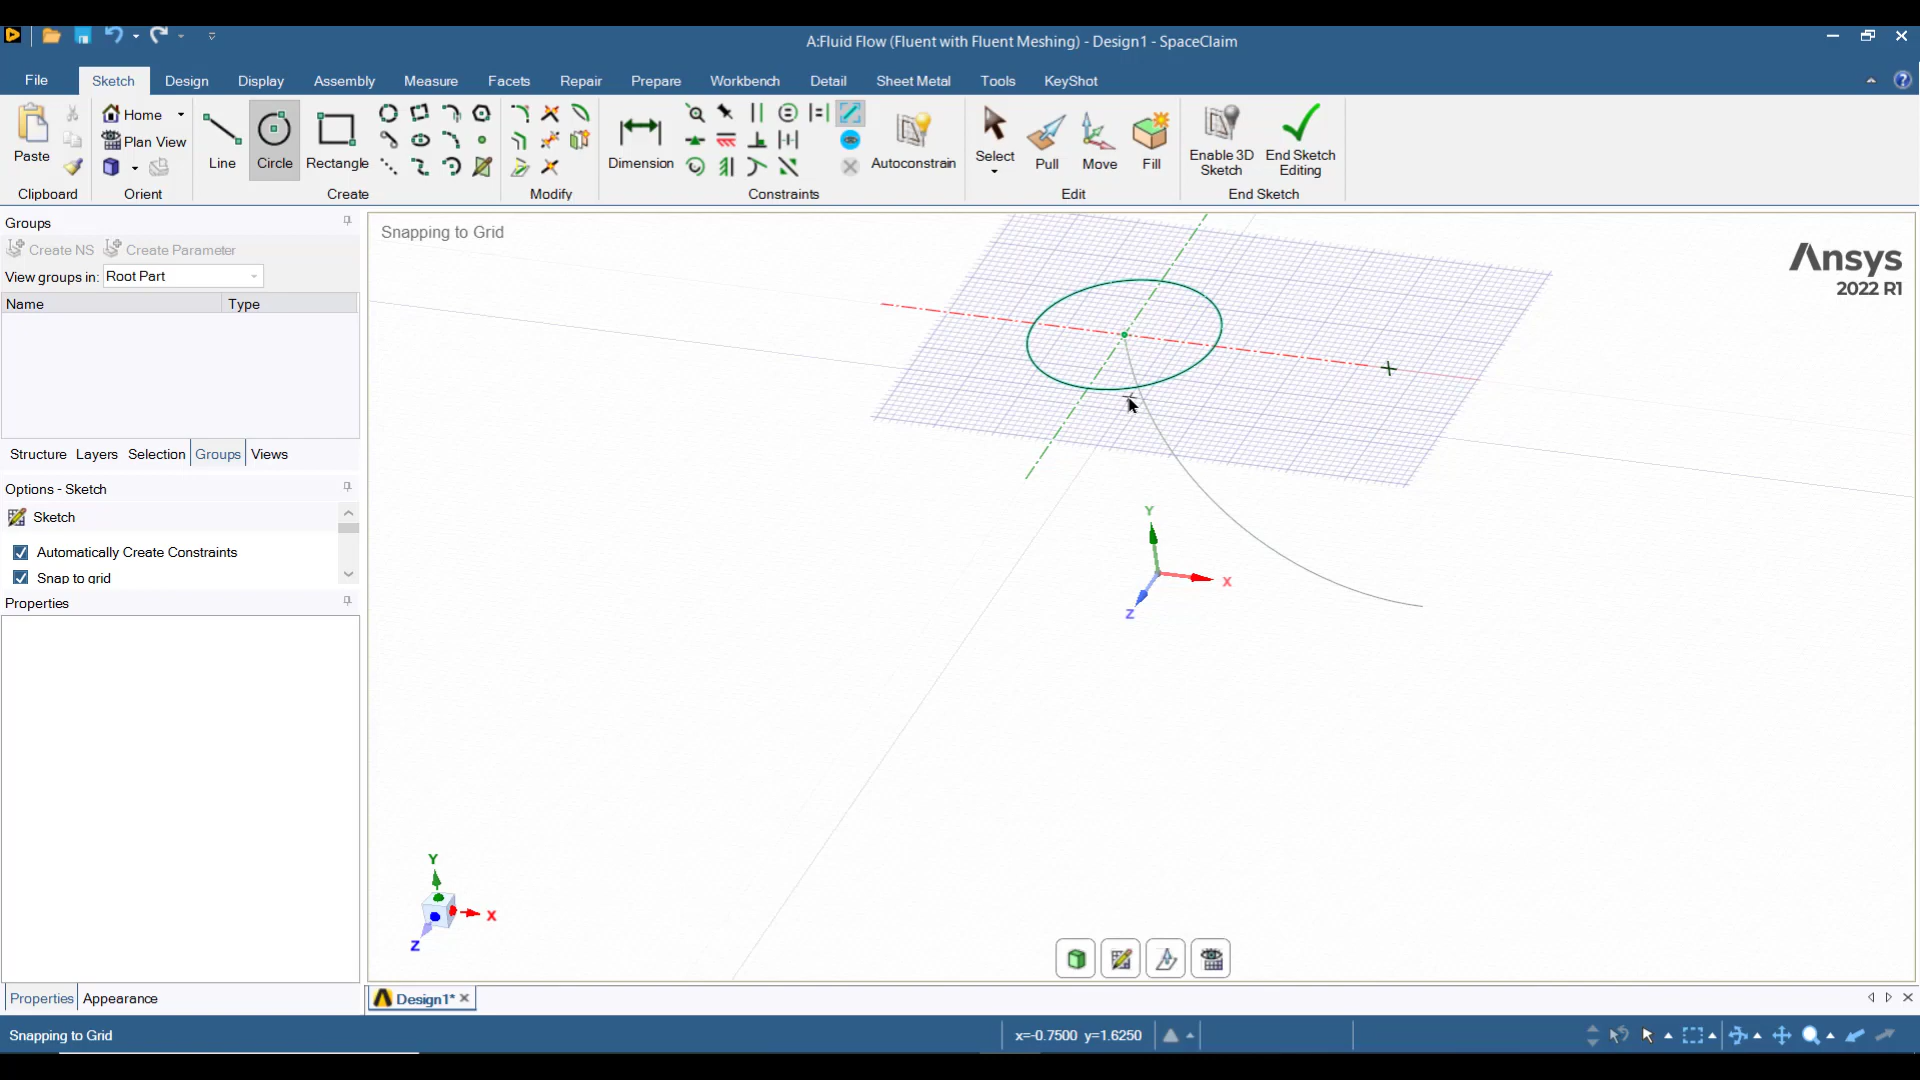 A:Fluid Flow (Fluent with Fluent Meshing) - Design1 - SpaceClaim
File Sketch Design Display Assembly Measure Facets Repair Prepare Workbench Detail Sheet Metal Tools KeyShot
Home
Plan View
Paste Line Circle Rectangle Dimension Autoconstrain Select Pull Move Fill Enable 3D Sketch End Sketch Editing
Clipboard Orient Create Modify Constraints Edit End Sketch
Groups
Create NS Create Parameter
View groups in: Root Part
Name Type
Structure Layers Selection Groups Views
Options - Sketch
Sketch
Automatically Create Constraints
Snap to grid
Properties
Properties Appearance
Snapping to Grid
Ansys
2022 R1
Y
X
Z
Y
X
Z
Design1*
Snapping to Grid
x=-0.7500 y=1.6250